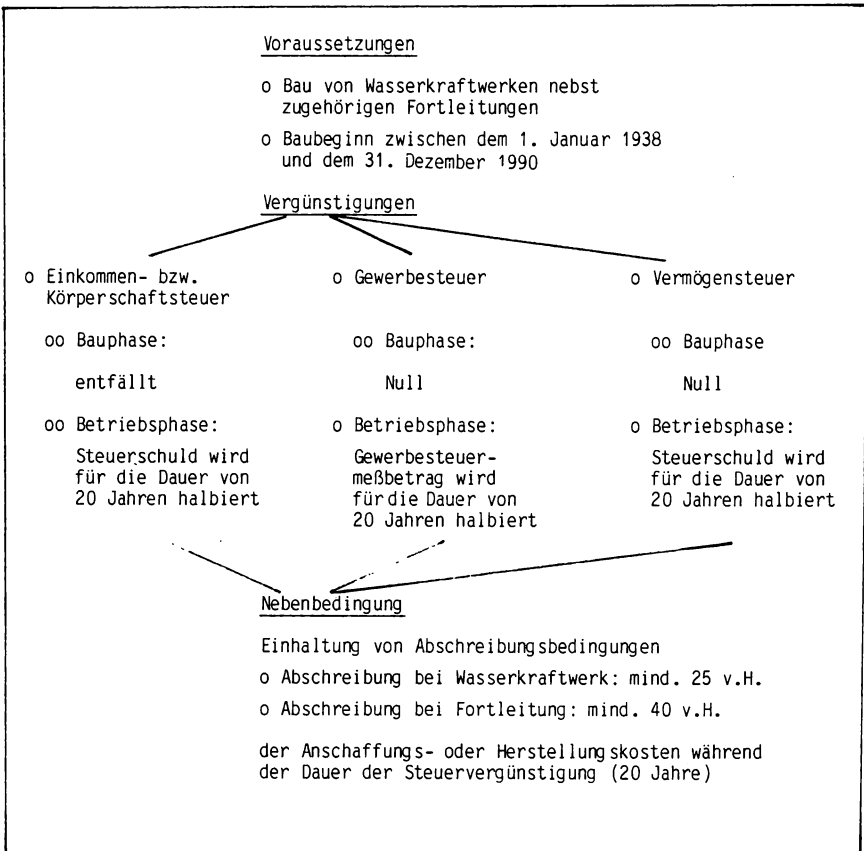 Voraussetzungen
o Bau von Wasserkraftwerken nebst
zugehörigen Fortleitungen
o Baubeginn zwischen dem 1. Januar 1938
und dem 31. Dezember 1990
Vergünstigungen
o Einkommen- bzw.
Körperschaftsteuer
oo Bauphase:
entfällt
oo Betriebsphase:
Steuerschuld wird
für die Dauer von
20 Jahren halbiert
o Gewerbesteuer
oo Bauphase:
Null
o Betriebsphase:
Gewerbesteuer-
meßbetrag wird
für die Dauer von
20 Jahren halbiert
o Vermögensteuer
oo Bauphase
Null
o Betriebsphase:
Steuerschuld wird
für die Dauer von
20 Jahren halbiert
Nebenbedingung
Einhaltung von Abschreibungsbedingungen
o Abschreibung bei Wasserkraftwerk: mind. 25 v.H.
o Abschreibung bei Fortleitung: mind. 40 v.H.
der Anschaffungs- oder Herstellungskosten während
der Dauer der Steuervergünstigung (20 Jahre)